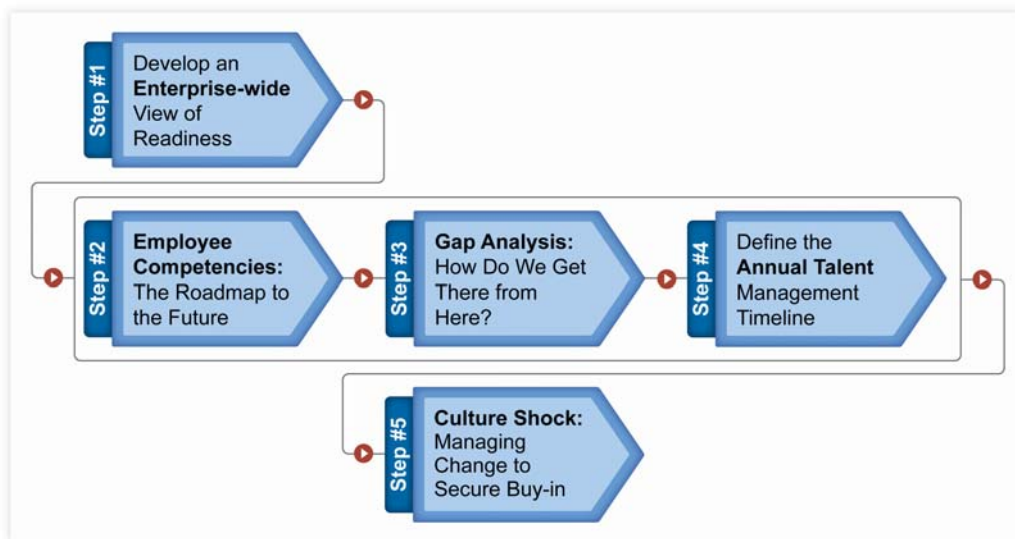 Step #1
Develop an
Enterprise-wide
View of
Readiness
Step #2
Employee
Competencies:
The Roadmap to
the Future
Step #3
Gap Analysis:
How Do We Get
There from
Here?
Step #4
Define the
Annual Talent
Management
Timeline
Step #5
Culture Shock:
Managing
Change to
Secure Buy-in